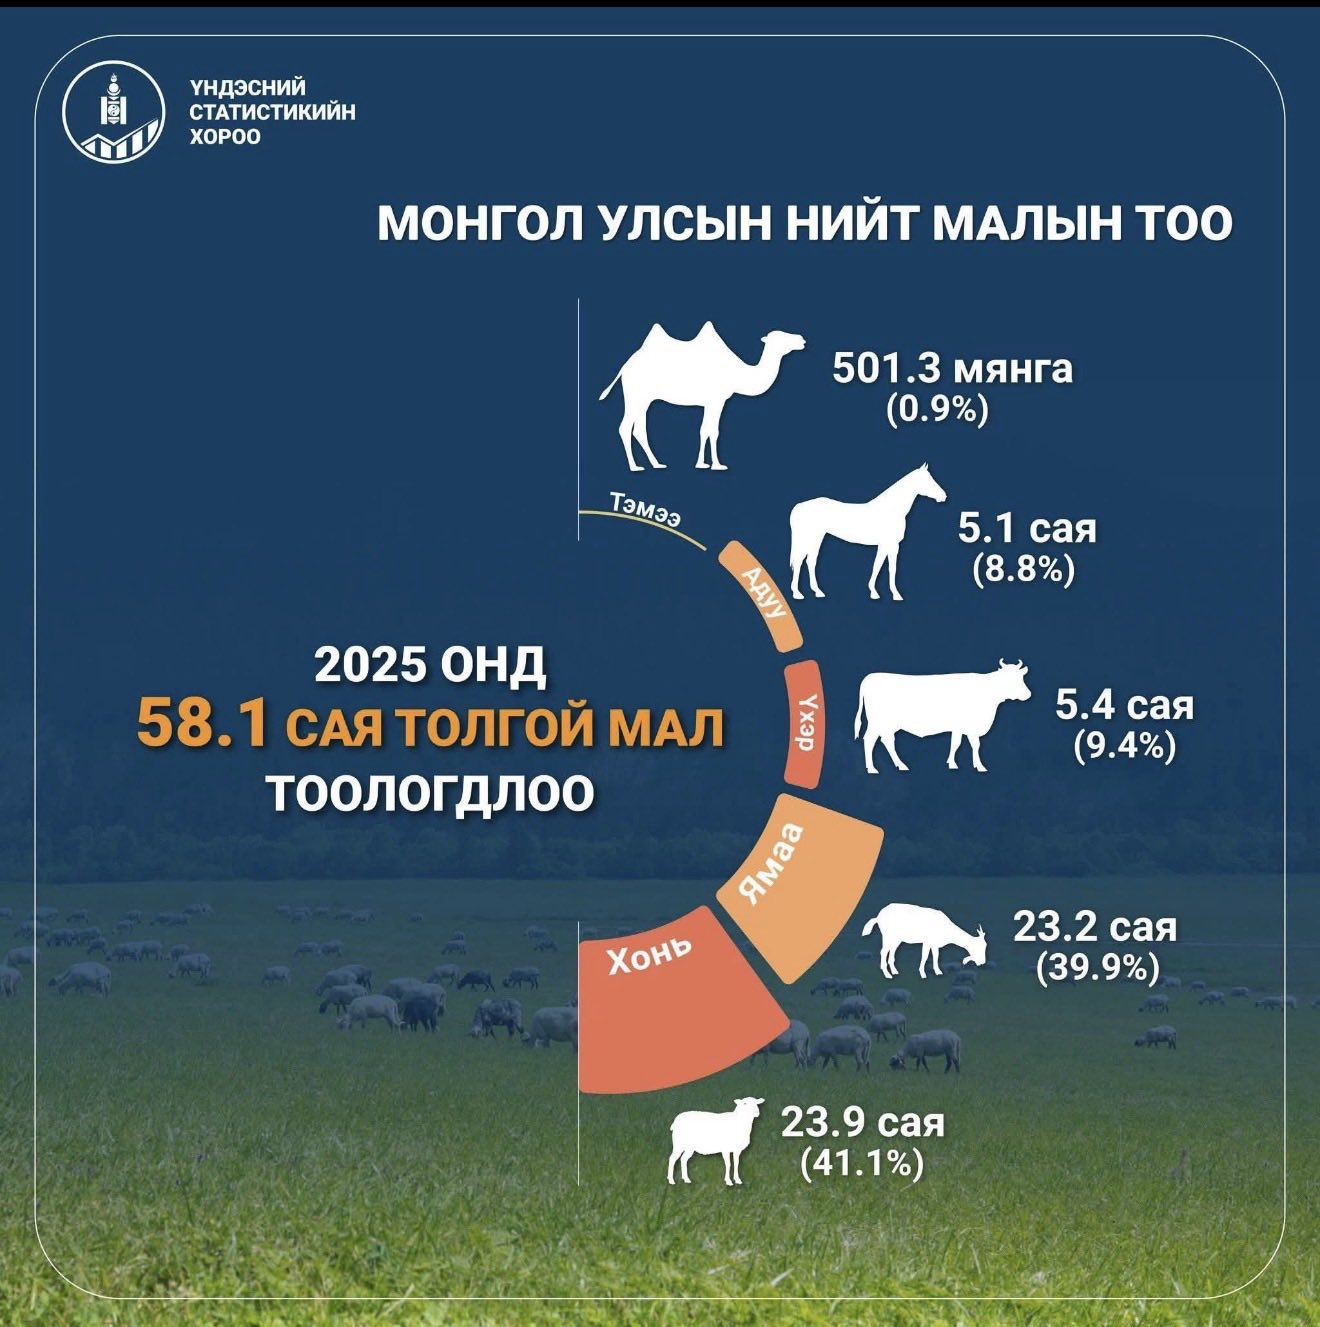 ҮНДЭСНИЙ
СТАТИСТИКИЙН
ХОРОО
МОНГОЛ УЛСЫН НИЙТ МАЛЫН ТОО
501.3 мянга
(0.9%)
Тэмээ
5.1 сая
(8.8%)
Адуу
2025 ОНД
58.1 САЯ ТОЛГОЙ МАЛ
ТООЛОГДЛОО
Үхэр
5.4 сая
(9.4%)
Ямаа
23.2 сая
(39.9%)
Хонь
23.9 сая
(41.1%)